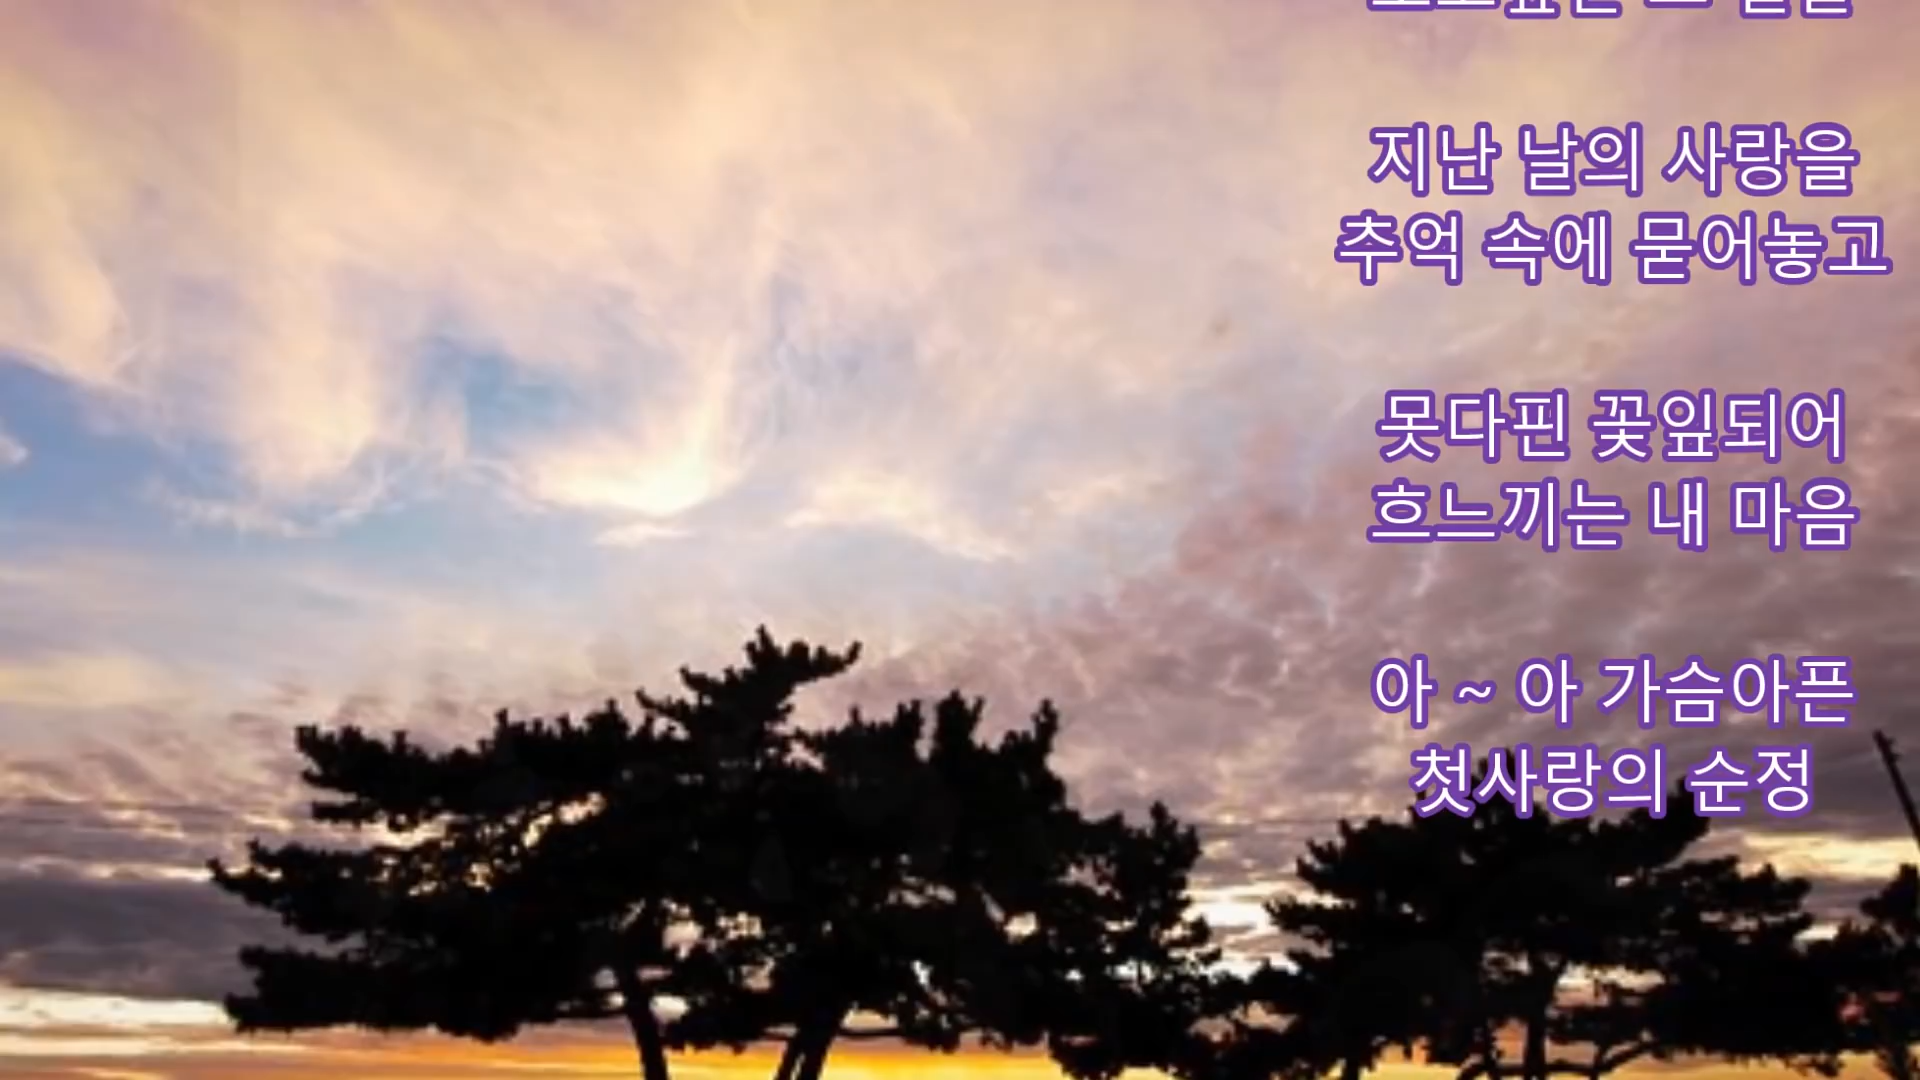 지난 날의 사랑을
추억 속에 묻어놓고
못다핀 꽃잎되어
흐느끼는 내 마음
아 ~ 아 가슴아픈
첫사랑의 순정